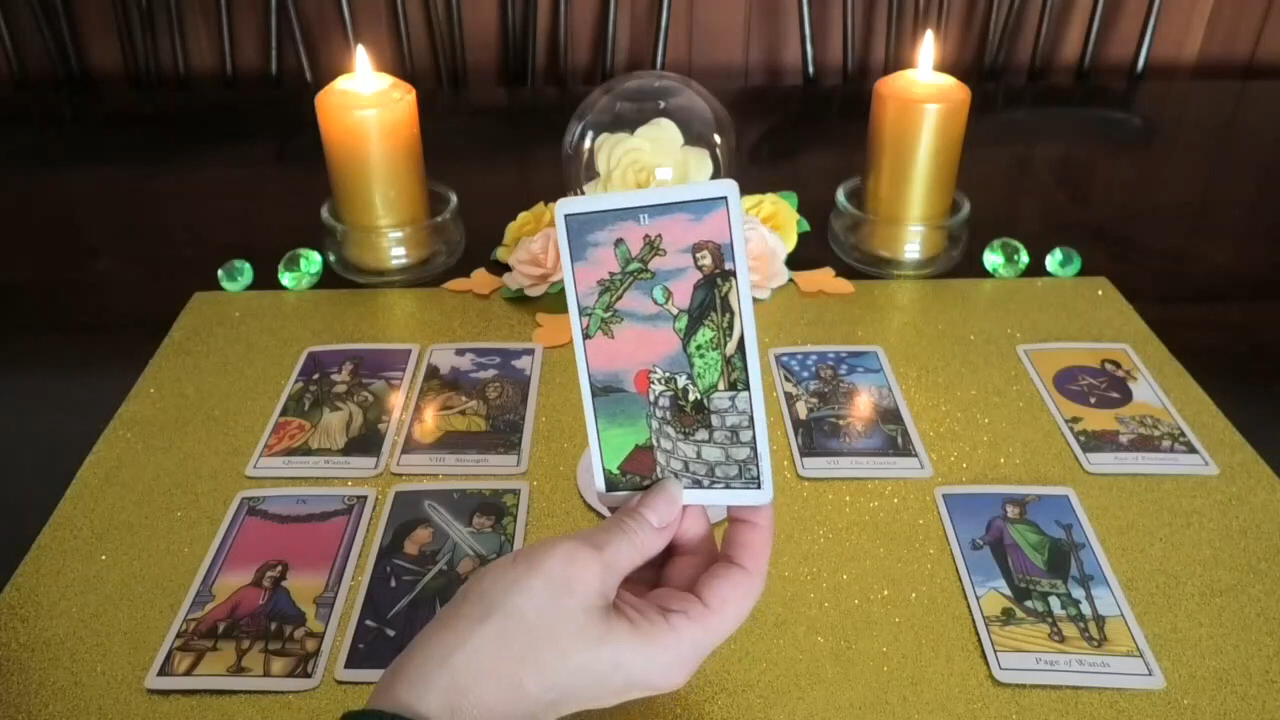 II
Queen of Wands
VIII Strength
VII The Chariot
Ace of Pentacles
IX
V
Page of Wands